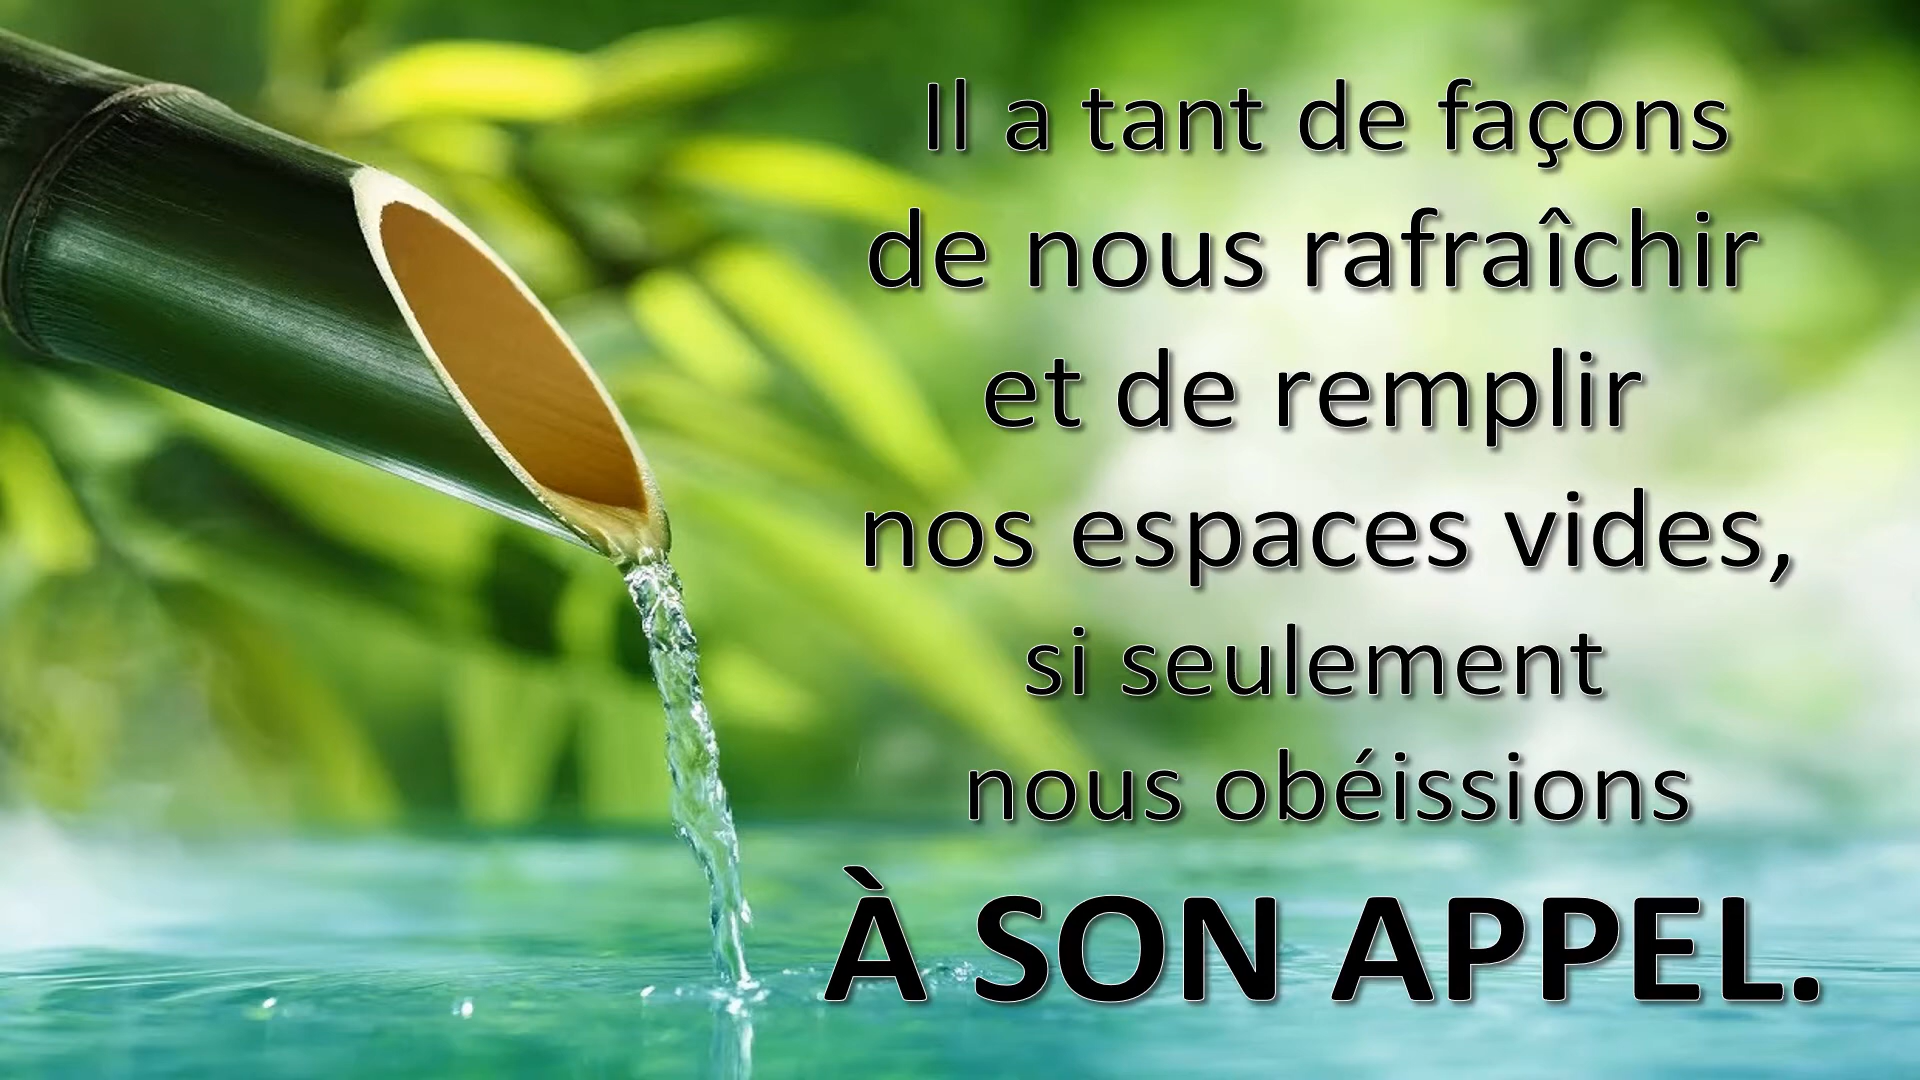 Il a tant de façons
de nous rafraîchir
et de remplir
nos espaces vides,
si seulement
nous obéissions
À SON APPEL.